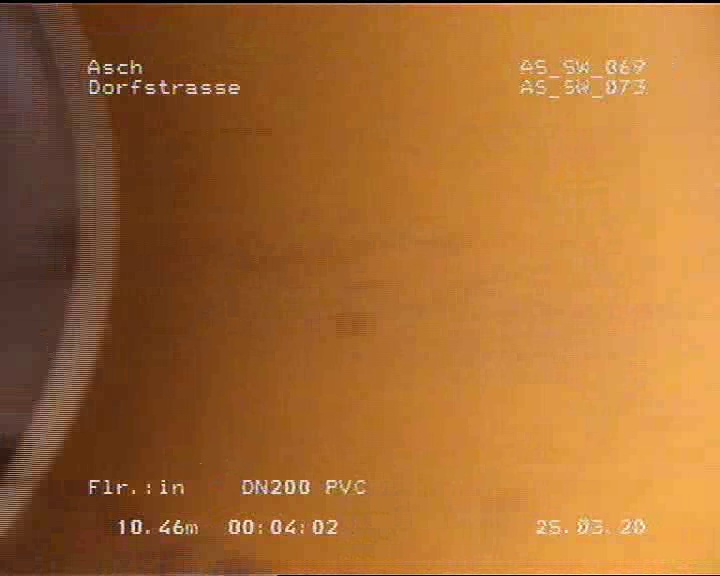 Asch
Dorfstrasse
AS_SW_069
AS_SW_073
Flr.:in DN200 PVC
10.46m 00:04:02 25.03.20